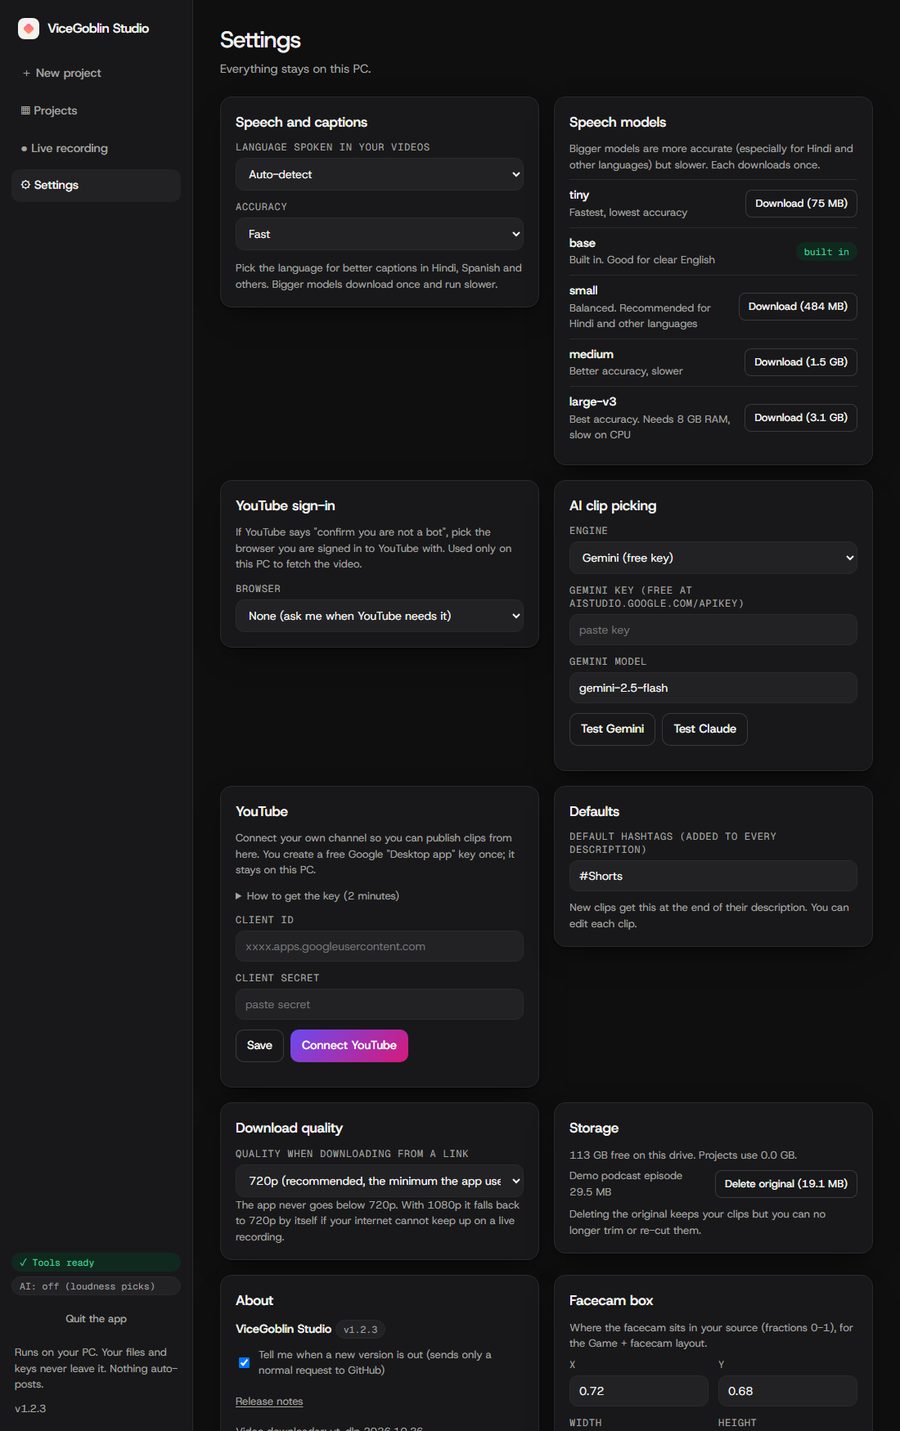 ViceGoblin Studio
+ New project
Projects
Live recording
Settings
✓ Tools ready
AI: off (loudness picks)
Quit the app
Runs on your PC. Your files and
keys never leave it. Nothing auto-
posts.
v1.2.3
Settings
Everything stays on this PC.
Speech and captions
LANGUAGE SPOKEN IN YOUR VIDEOS
Auto-detect
ACCURACY
Fast
Pick the language for better captions in Hindi, Spanish and
others. Bigger models download once and run slower.
Speech models
Bigger models are more accurate (especially for Hindi and
other languages) but slower. Each downloads once.
tiny
Fastest, lowest accuracy
Download (75 MB)
base
Built in. Good for clear English
built in
small
Balanced. Recommended for
Hindi and other languages
Download (484 MB)
medium
Better accuracy, slower
Download (1.5 GB)
large-v3
Best accuracy. Needs 8 GB RAM,
slow on CPU
Download (3.1 GB)
YouTube sign-in
If YouTube says "confirm you are not a bot", pick the
browser you are signed in to YouTube with. Used only on
this PC to fetch the video.
BROWSER
None (ask me when YouTube needs it)
AI clip picking
ENGINE
Gemini (free key)
GEMINI KEY (FREE AT
AISTUDIO.GOOGLE.COM/APIKEY)
paste key
GEMINI MODEL
gemini-2.5-flash
Test Gemini
Test Claude
YouTube
Connect your own channel so you can publish clips from
here. You create a free Google "Desktop app" key once; it
stays on this PC.
▶ How to get the key (2 minutes)
CLIENT ID
xxxx.apps.googleusercontent.com
CLIENT SECRET
paste secret
Save
Connect YouTube
Defaults
DEFAULT HASHTAGS (ADDED TO EVERY
DESCRIPTION)
#Shorts
New clips get this at the end of their description. You can
edit each clip.
Download quality
QUALITY WHEN DOWNLOADING FROM A LINK
720p (recommended, the minimum the app use
The app never goes below 720p. With 1080p it falls back
to 720p by itself if your internet cannot keep up on a live
recording.
Storage
113 GB free on this drive. Projects use 0.0 GB.
Demo podcast episode
29.5 MB
Delete original (19.1 MB)
Deleting the original keeps your clips but you can no
longer trim or re-cut them.
About
ViceGoblin Studio v1.2.3
Tell me when a new version is out (sends only a
normal request to GitHub)
Release notes
Facecam box
Where the facecam sits in your source (fractions 0-1), for
the Game + facecam layout.
X
Y
0.72
0.68
WIDTH
HEIGHT